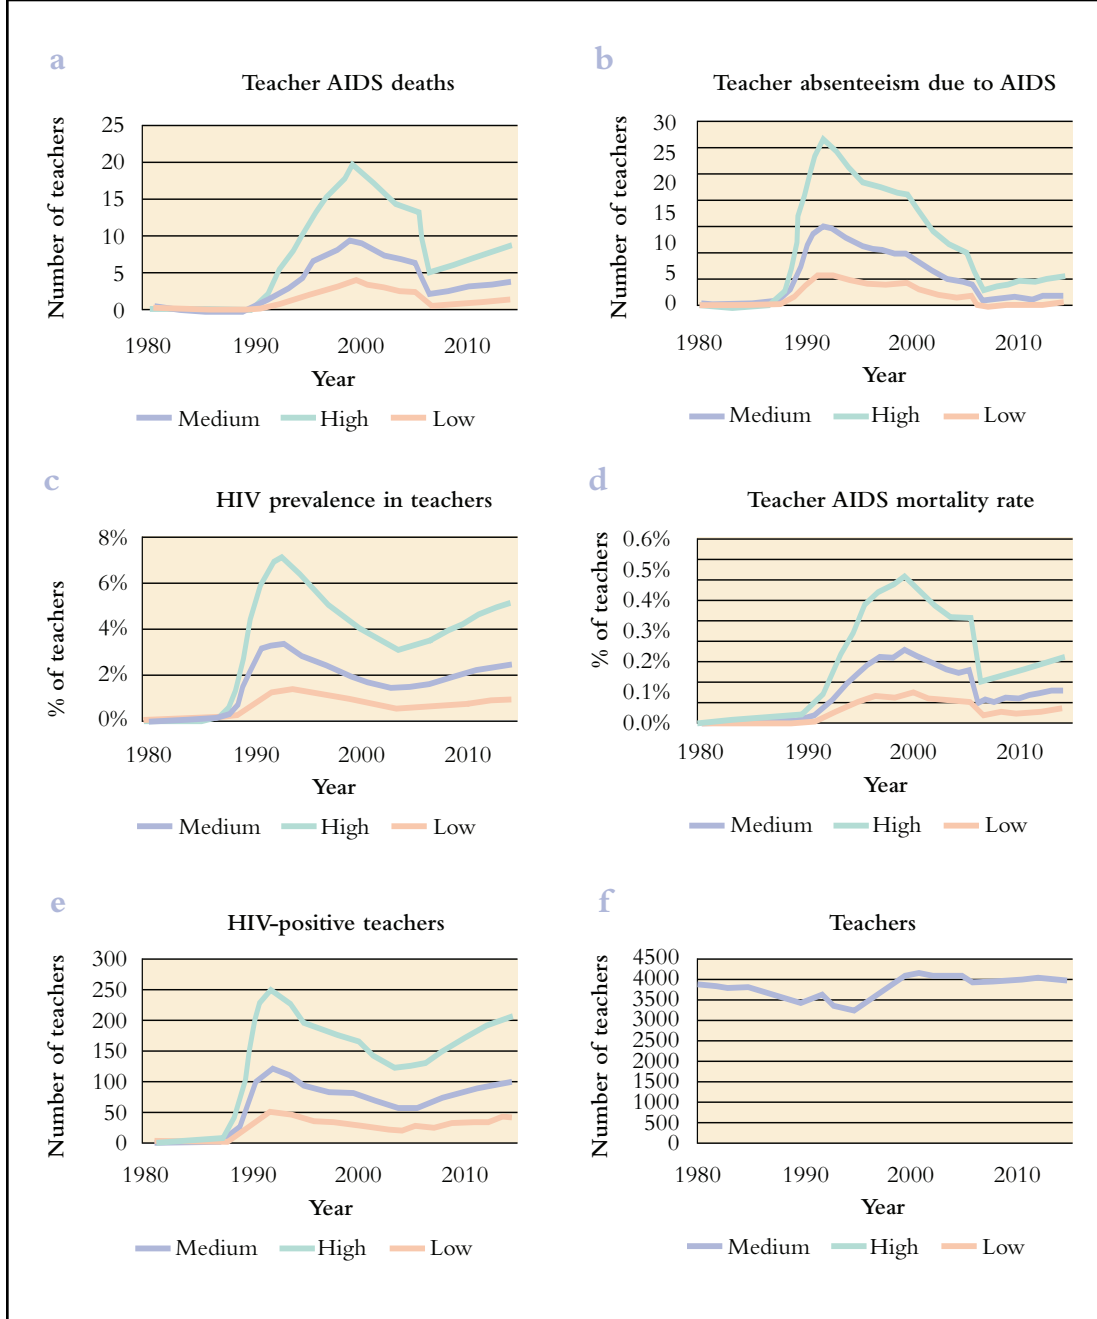 a
Teacher AIDS deaths
Number of teachers
25
20
15
10
5
0
1980 1990 2000 2010
Year
Medium High Low
b
Teacher absenteeism due to AIDS
Number of teachers
30
25
20
15
10
5
0
1980 1990 2000 2010
Year
Medium High Low
c
HIV prevalence in teachers
% of teachers
8%
6%
4%
2%
0%
1980 1990 2000 2010
Year
Medium High Low
d
Teacher AIDS mortality rate
% of teachers
0.6%
0.5%
0.4%
0.3%
0.2%
0.1%
0.0%
1980 1990 2000 2010
Year
Medium High Low
e
HIV-positive teachers
Number of teachers
300
250
200
150
100
50
0
1980 1990 2000 2010
Year
Medium High Low
f
Teachers
Number of teachers
4500
4000
3500
3000
2500
2000
1500
1000
500
0
1980 1990 2000 2010
Year
Medium High Low